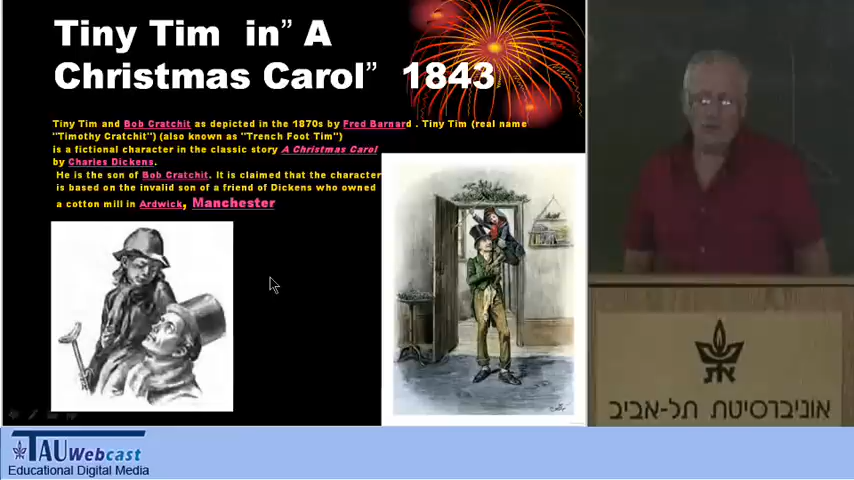 Tiny Tim in” A
Christmas Carol” 1843
Tiny Tim and Bob Cratchit as depicted in the 1870s by Fred Barnard . Tiny Tim (real name
"Timothy Cratchit") (also known as "Trench Foot Tim")
is a fictional character in the classic story A Christmas Carol
by Charles Dickens.
He is the son of Bob Cratchit. It is claimed that the character
is based on the invalid son of a friend of Dickens who owned
a cotton mill in Ardwick, Manchester
אוניברסיטת תל-אביב
TAU Webcast
Educational Digital Media